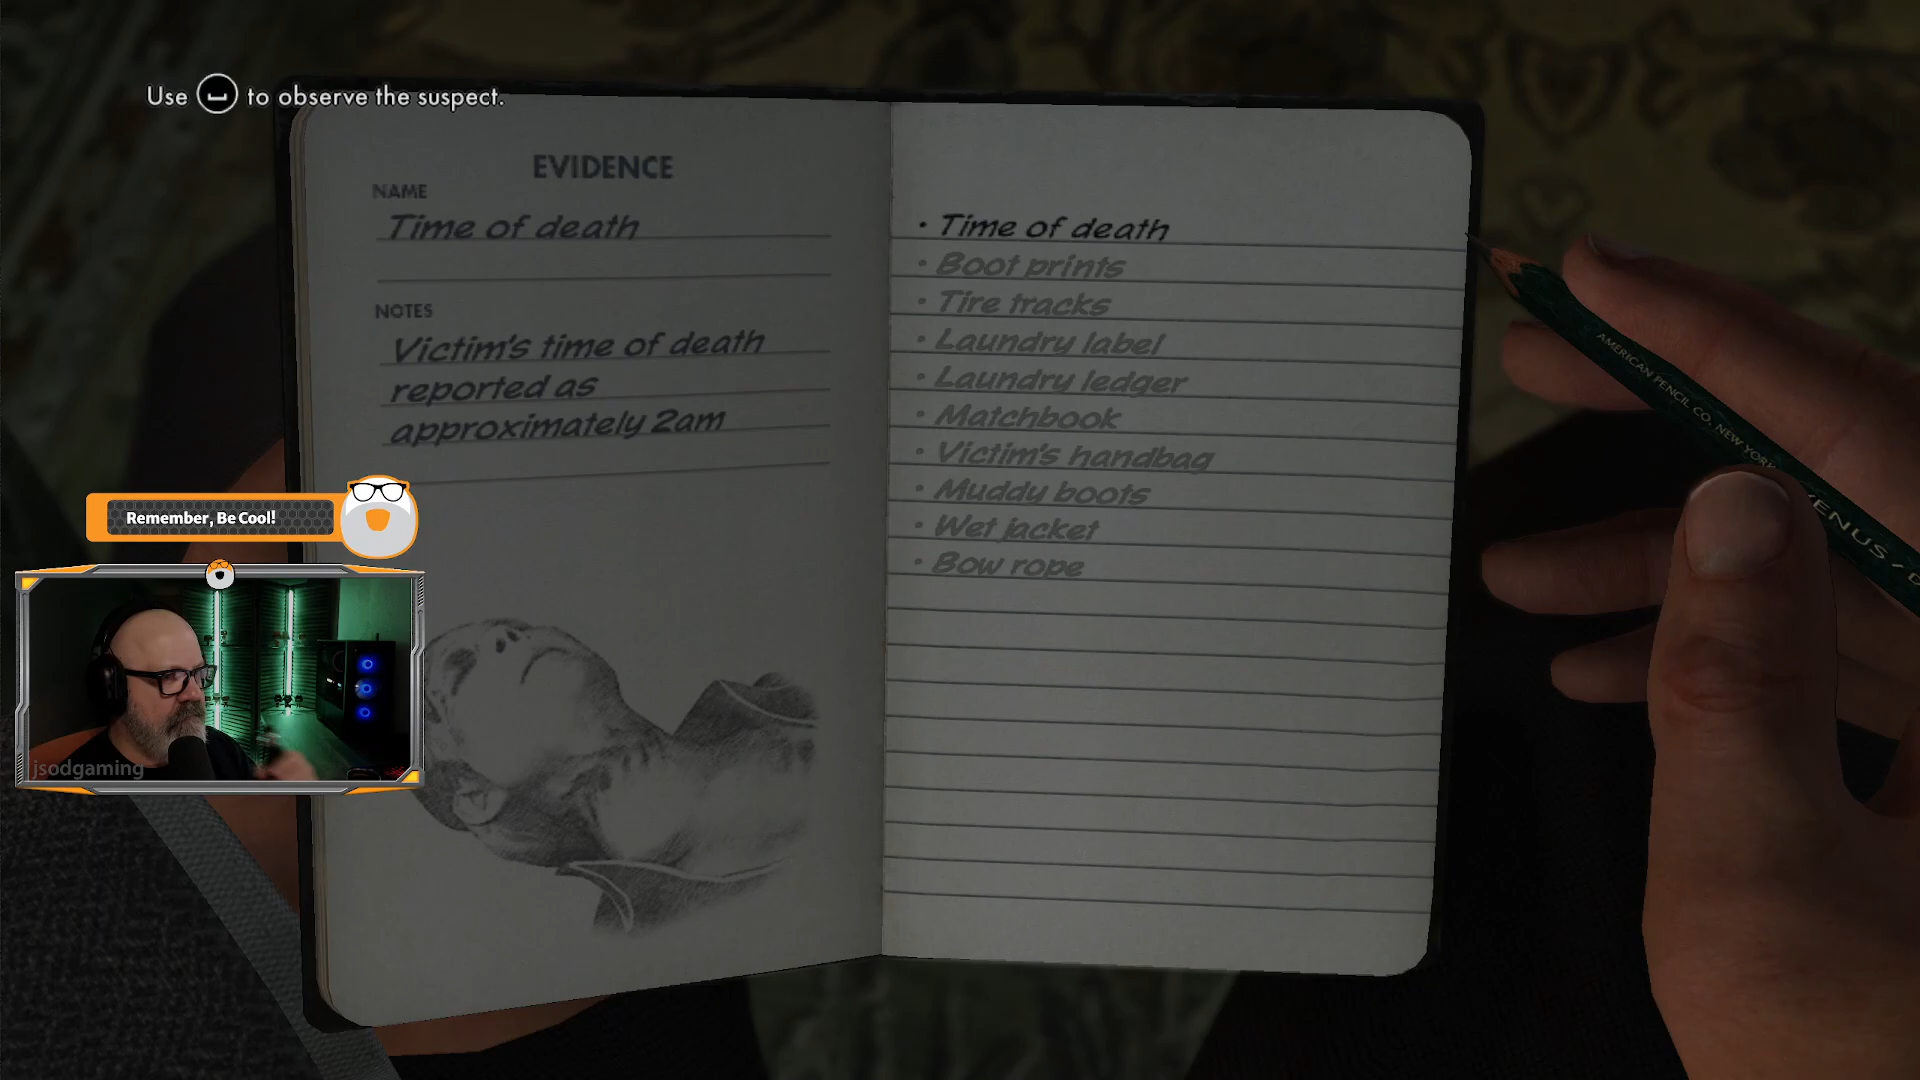 Use to observe the suspect.
EVIDENCE
NAME
Time of death
NOTES
Victim's time of death
reported as
approximately 2am
• Time of death
• Boot prints
• Tire tracks
• Laundry label
• Laundry ledger
• Matchbook
• Victim's handbag
• Muddy boots
• Wet jacket
• Bow rope
AMERICAN PENCIL CO. NEW YORK
VENUS /
Remember, Be Cool!
jsodgaming